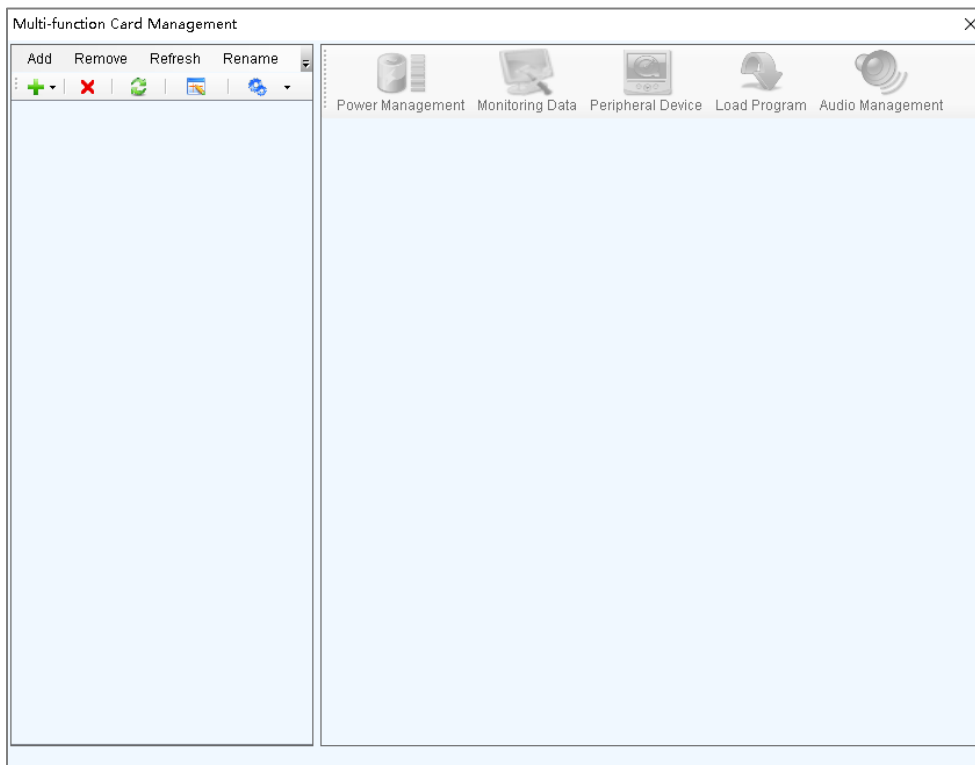 Multi-function Card Management
Add Remove Refresh Rename
Power Management Monitoring Data Peripheral Device Load Program Audio Management